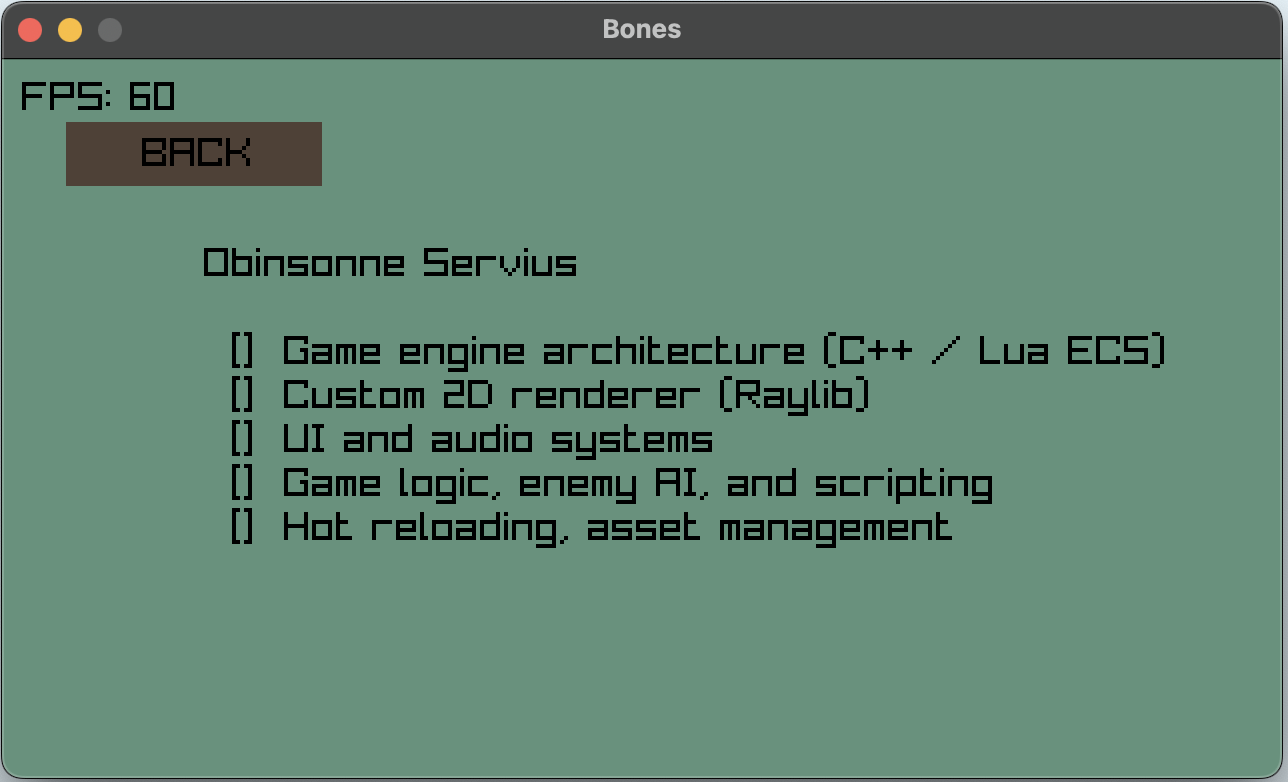 Bones
FPS: 60
BACK
Obinsonne Servius
[] Game engine architecture (C++ / Lua ECS)
[] Custom 2D renderer (Raylib)
[] UI and audio systems
[] Game logic, enemy AI, and scripting
[] Hot reloading, asset management